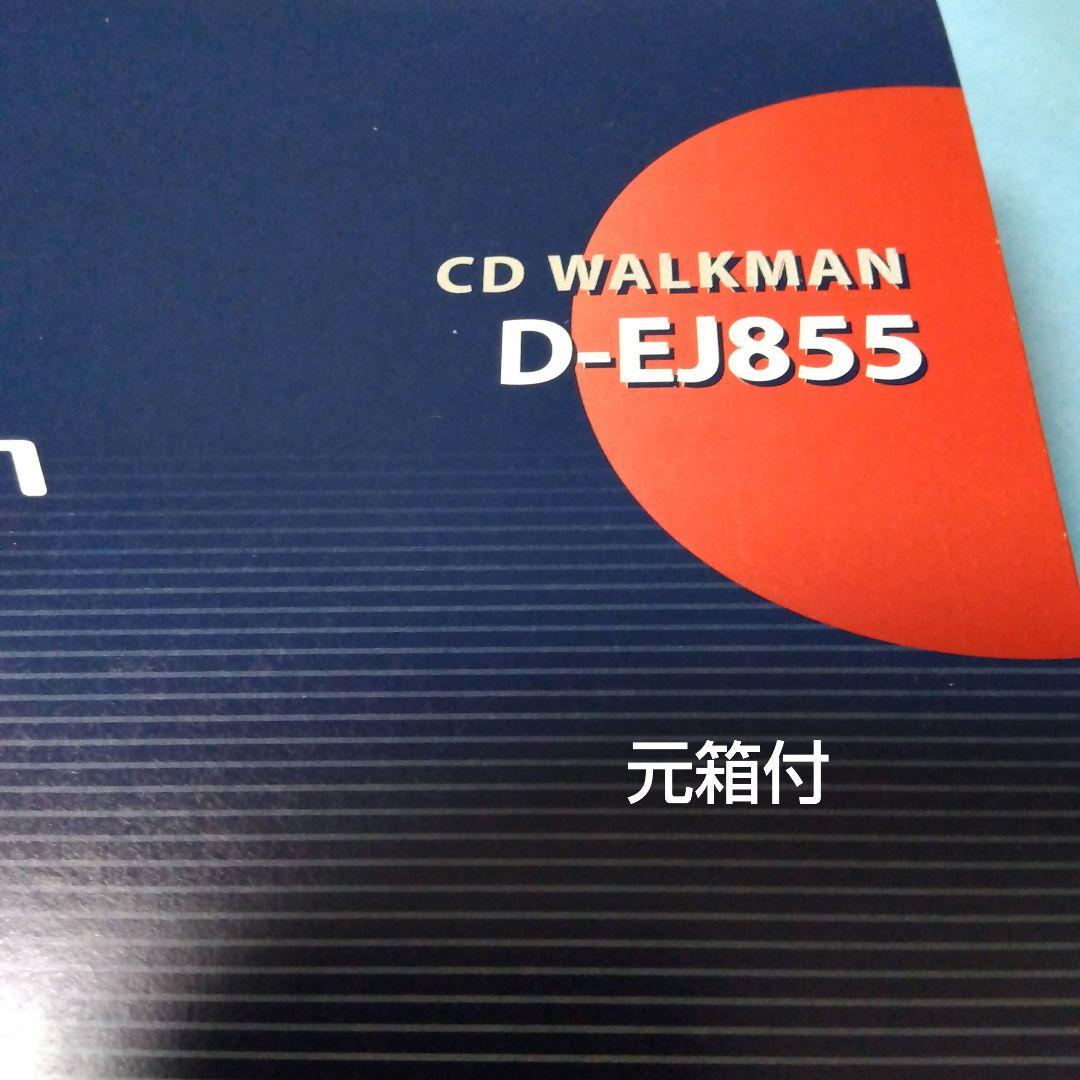 CD WALKMAN
D-EJ855
n
元箱付